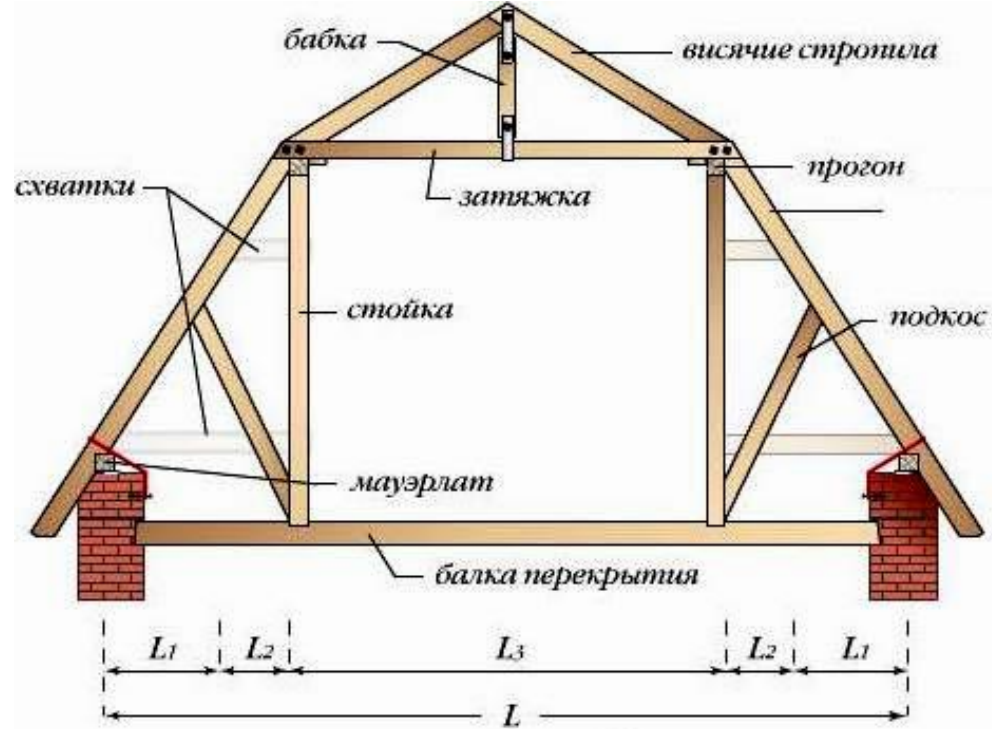 бабка
висячие стропила
прогон
схватки
затяжка
стойка
подкос
мауэрлат
балка перекрытия
L1 L2 L3 L2 L1
L